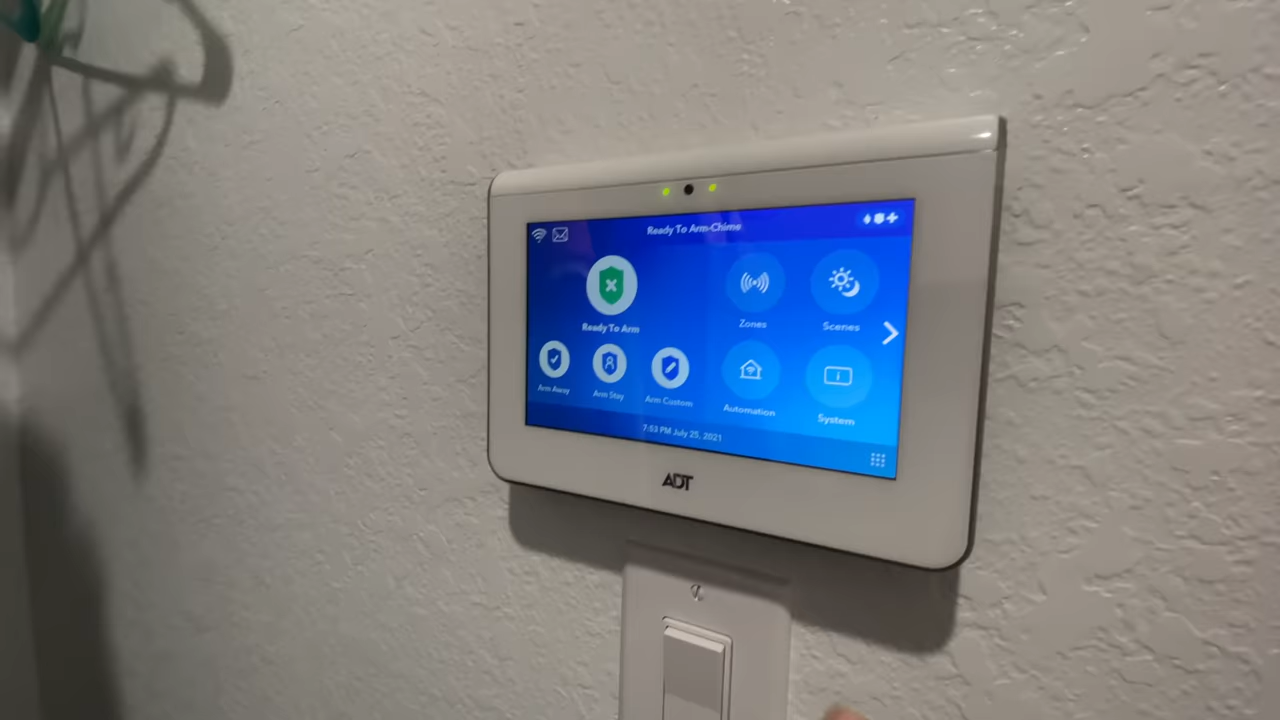 Ready To Arm-Chime
Ready To Arm
Zones
Scenes
Arm Away
Arm Stay
Arm Custom
Automation
System
7:53 PM July 25, 2021
ADT